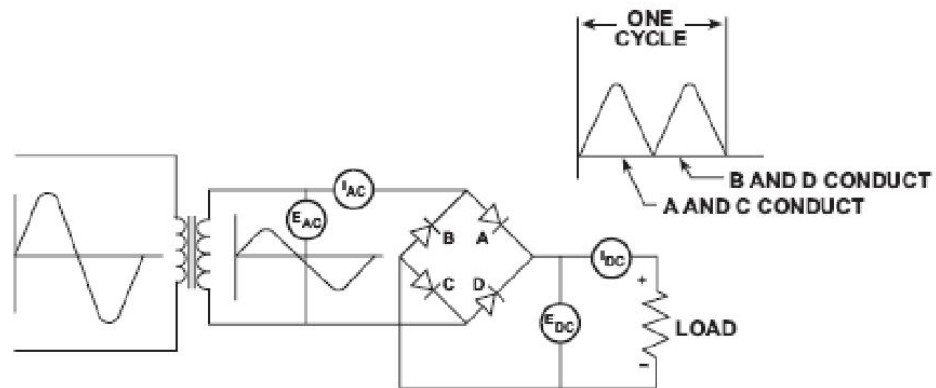 ONE
CYCLE
B AND D CONDUCT
A AND C CONDUCT
IAC
EAC
B
A
C
D
IDC
EDC
+
LOAD
-